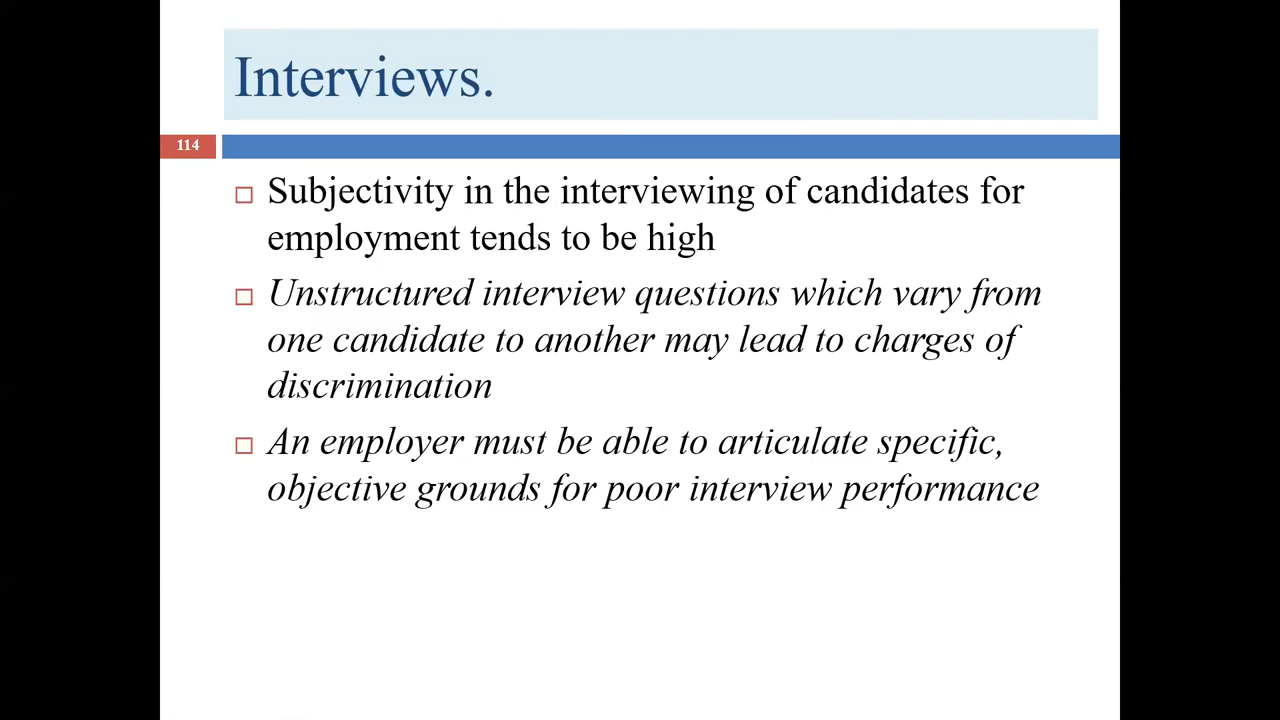 Interviews.
114
Subjectivity in the interviewing of candidates for
employment tends to be high
Unstructured interview questions which vary from
one candidate to another may lead to charges of
discrimination
An employer must be able to articulate specific,
objective grounds for poor interview performance